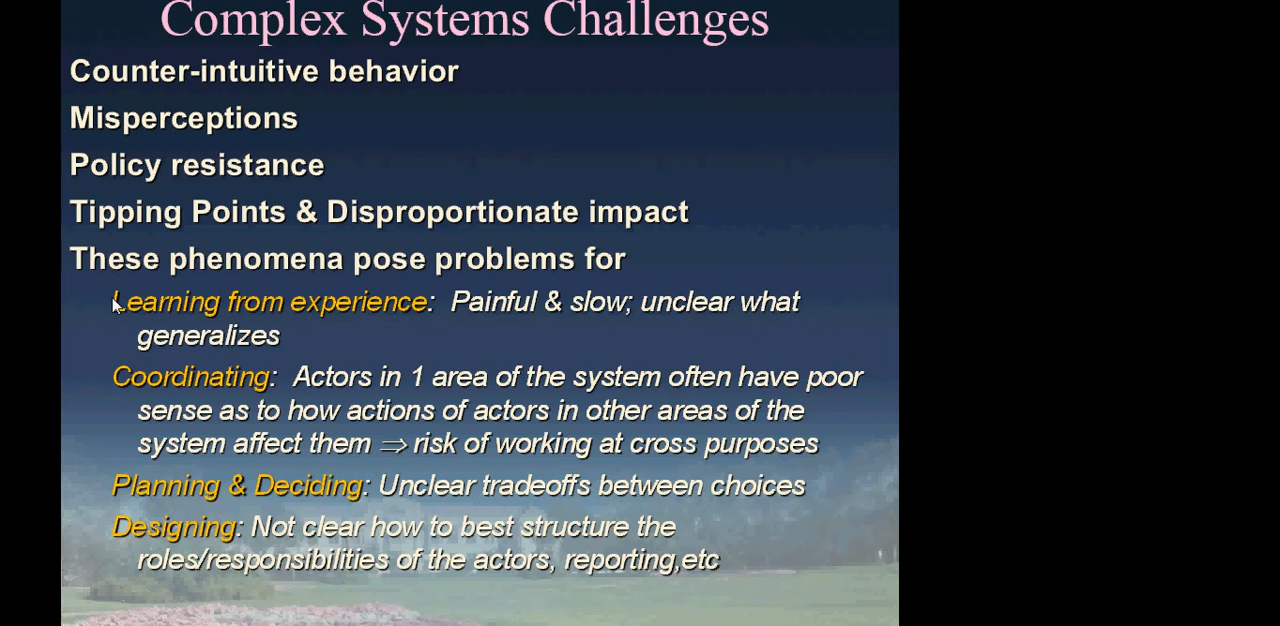 Complex Systems Challenges
Counter-intuitive behavior
Misperceptions
Policy resistance
Tipping Points & Disproportionate impact
These phenomena pose problems for
Learning from experience:  Painful & slow; unclear what
generalizes
Coordinating:  Actors in 1 area of the system often have poor
sense as to how actions of actors in other areas of the
system affect them ⇒ risk of working at cross purposes
Planning & Deciding: Unclear tradeoffs between choices
Designing: Not clear how to best structure the
roles/responsibilities of the actors, reporting,etc